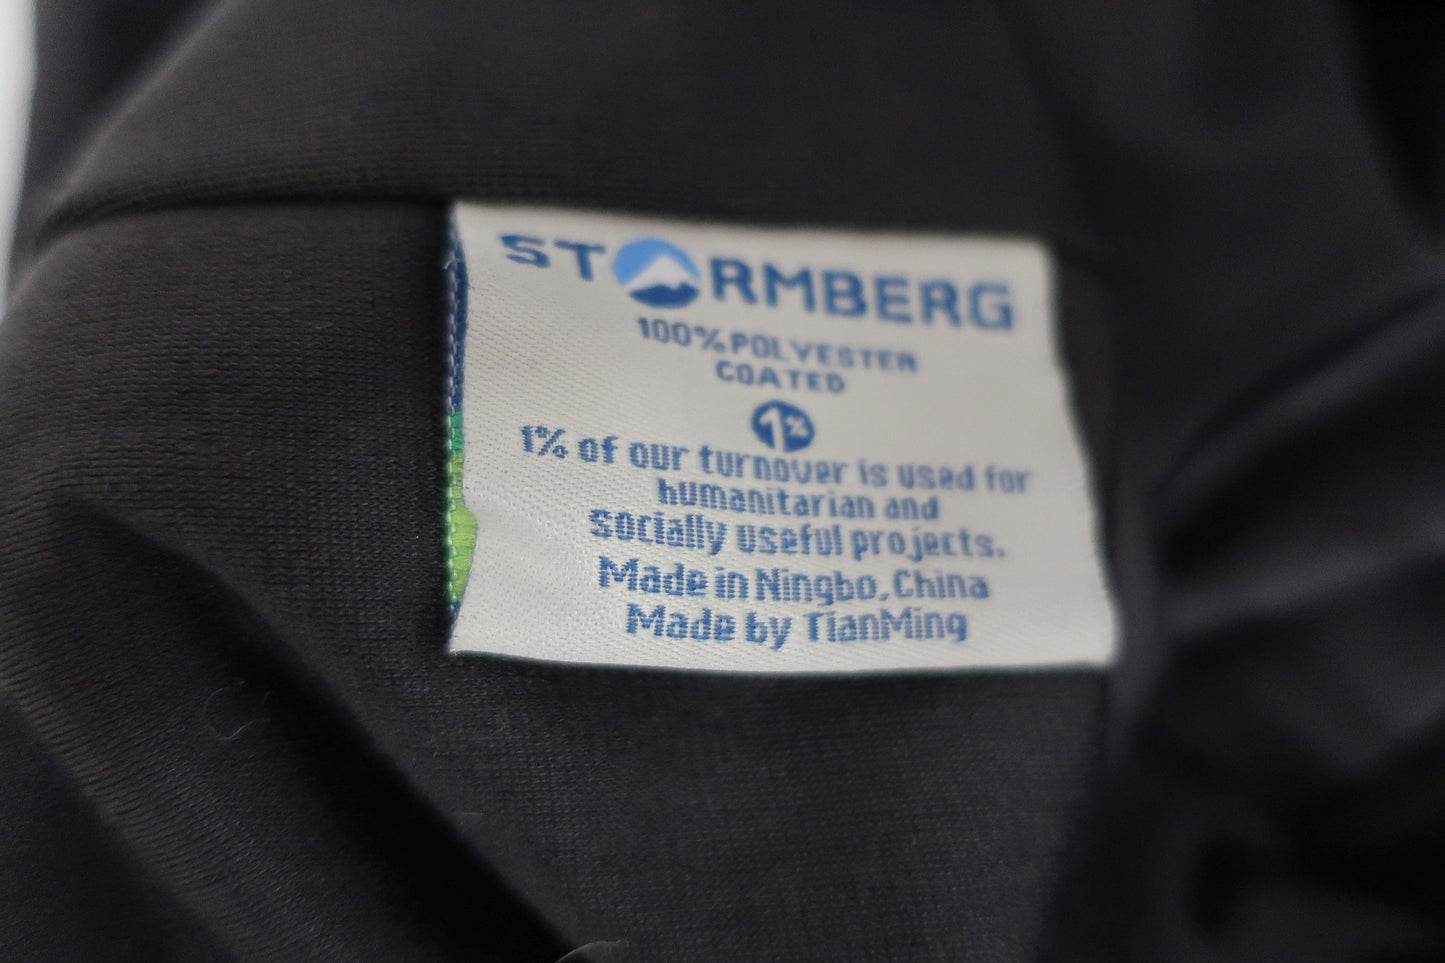 STORMBERG
100% POLYESTER
COATED
1%
1% of our turnover is used for
humanitarian and
socially useful projects.
Made in Ningbo, China
Made by TianMing